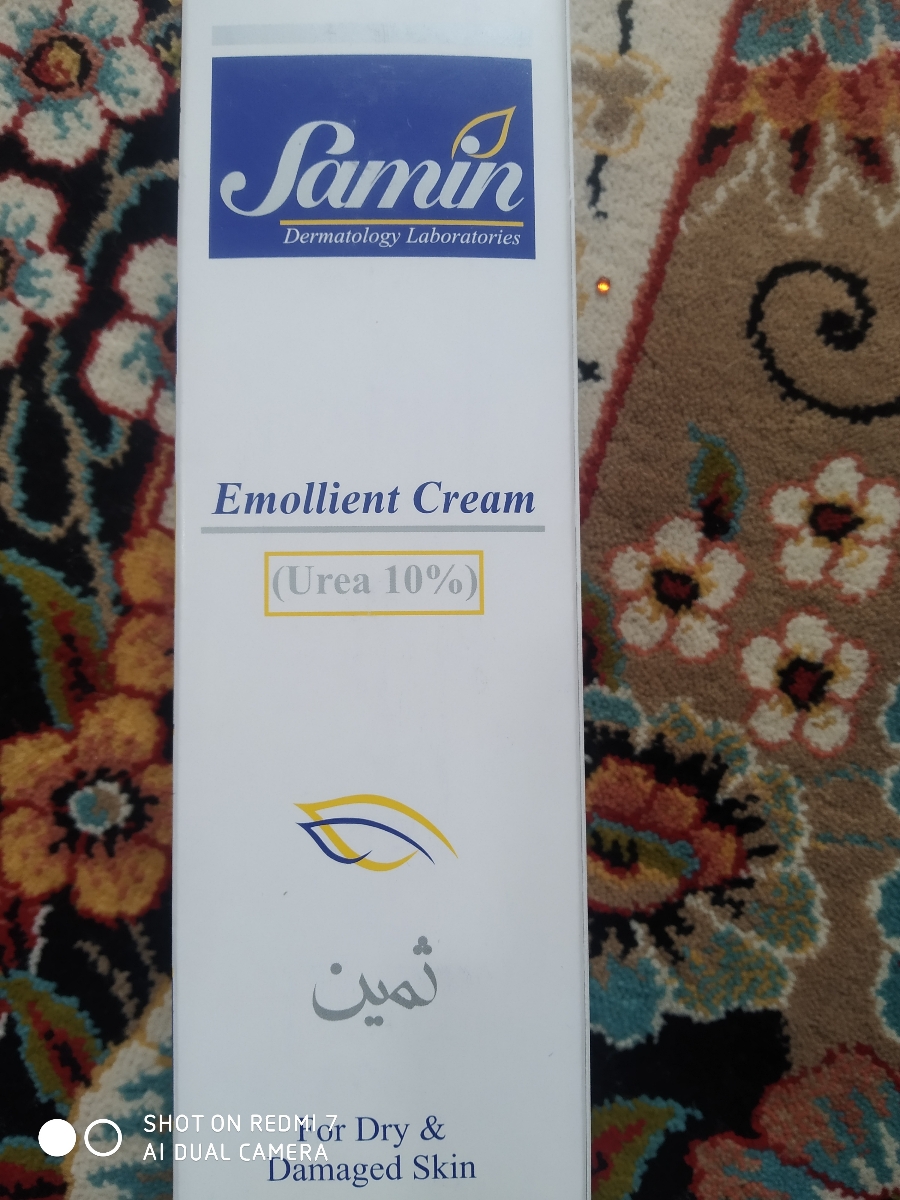 Samin
Dermatology Laboratories
Emollient Cream
(Urea 10%)
ثمین
For Dry &
Damaged Skin
SHOT ON REDMI 7
AI DUAL CAMERA